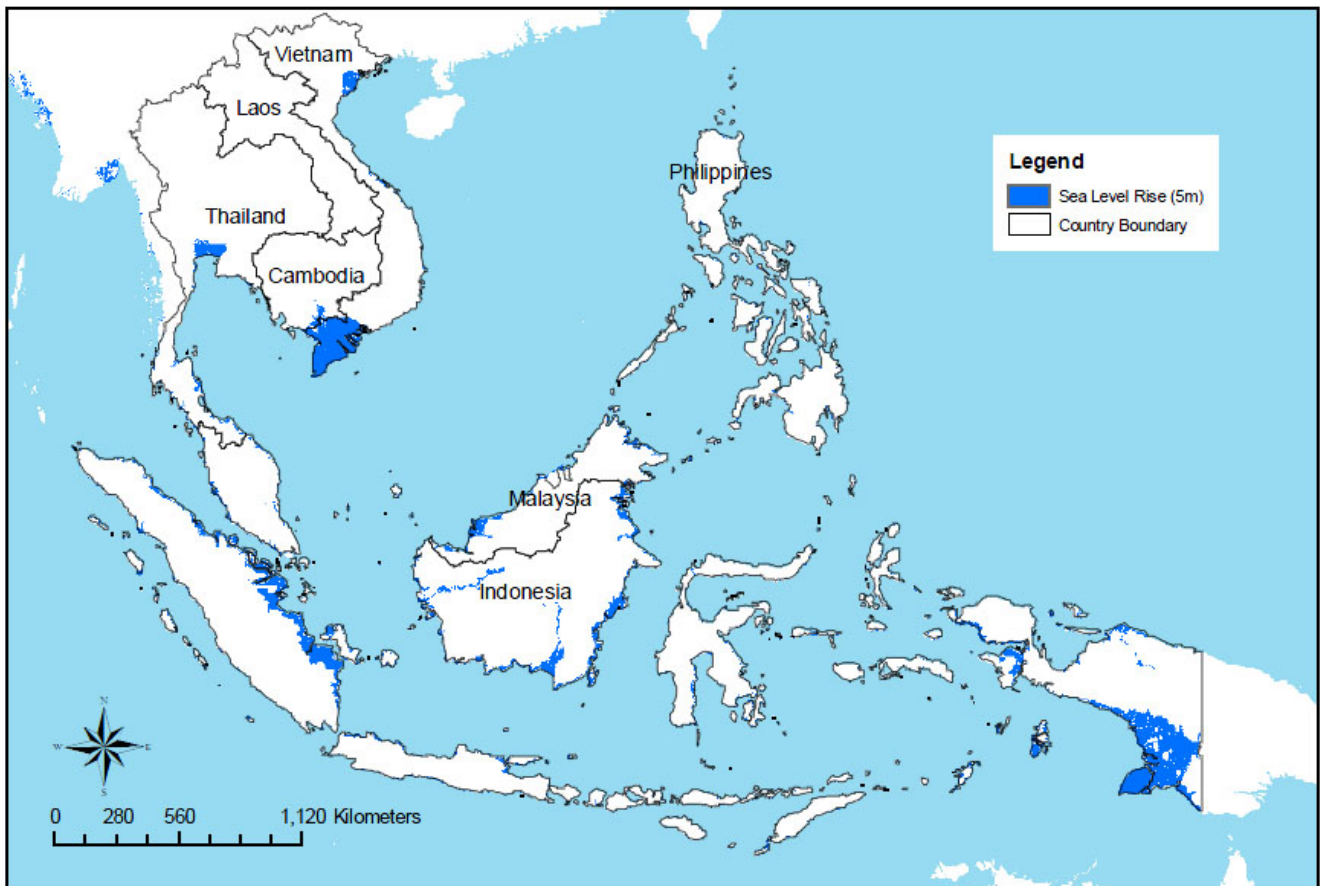 Vietnam
Laos
Philippines
Legend
Sea Level Rise (5m)
Country Boundary
Thailand
Cambodia
Malaysia
Indonesia
N
W E
S
0 280 560 1,120 Kilometers